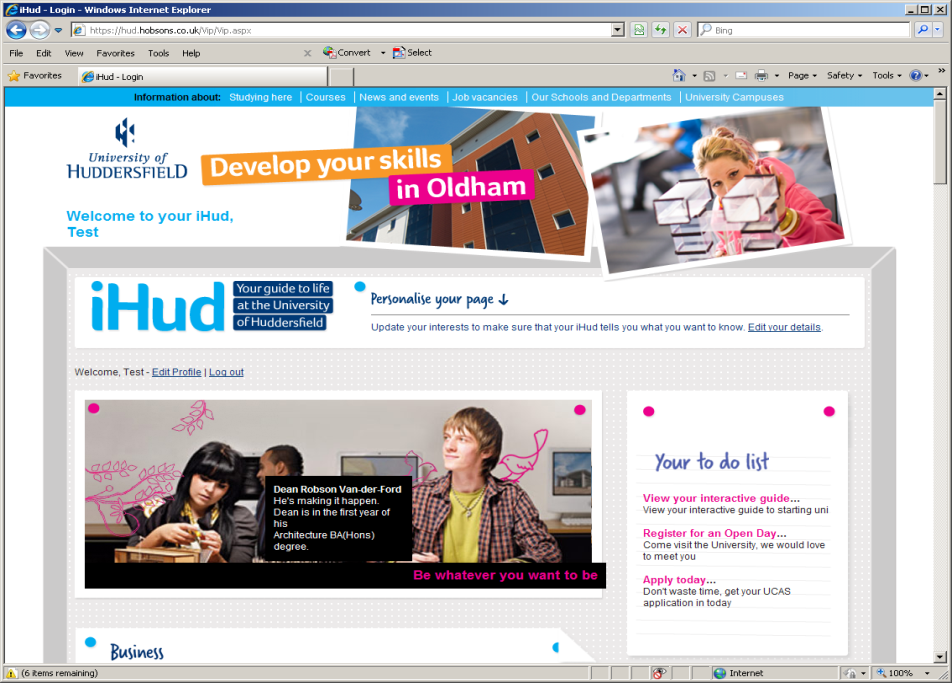 iHud - Login - Windows Internet Explorer
https://hud.hobsons.co.uk/Vip/Vip.aspx
Bing
File Edit View Favorites Tools Help
x Convert Select
Favorites iHud - Login
Page Safety Tools
Information about: Studying here | Courses | News and events | Job vacancies | Our Schools and Departments | University Campuses
University of
HUDDERSFIELD
Develop your skills
in Oldham
Welcome to your iHud,
Test
iHud
Your guide to life
at the University
of Huddersfield
Personalise your page ↓
Update your interests to make sure that your iHud tells you what you want to know. Edit your details.
Welcome, Test - Edit Profile | Log out
Dean Robson Van-der-Ford
He's making it happen.
Dean is in the first year of
his
Architecture BA(Hons)
degree.
Be whatever you want to be
Your to do list
View your interactive guide...
View your interactive guide to starting uni
Register for an Open Day...
Come visit the University, we would love
to meet you
Apply today...
Don't waste time, get your UCAS
application in today
Business
(6 items remaining)
Internet
100%